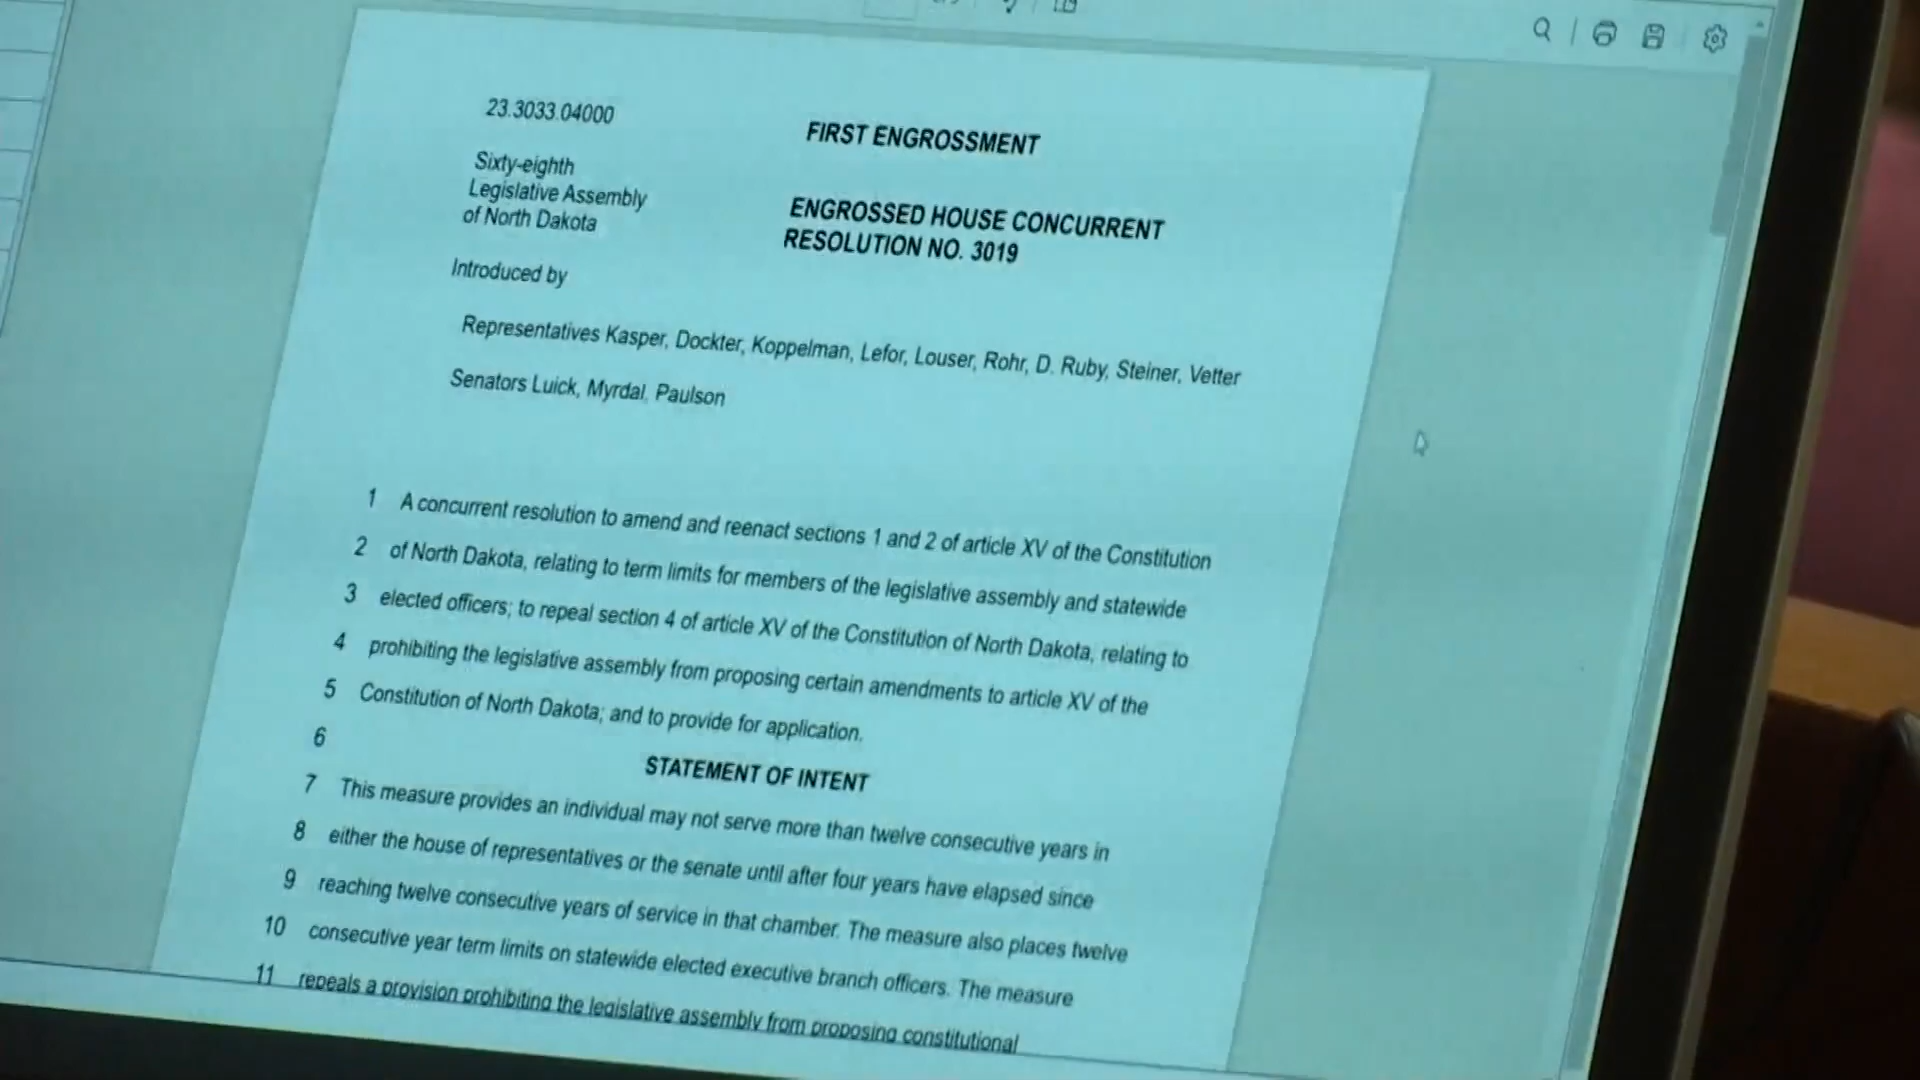 23.3033.04000
FIRST ENGROSSMENT
Sixty-eighth
Legislative Assembly
of North Dakota
ENGROSSED HOUSE CONCURRENT
RESOLUTION NO. 3019
Introduced by
Representatives Kasper, Dockter, Koppelman, Lefor, Louser, Rohr, D. Ruby, Steiner, Vetter
Senators Luick, Myrdal, Paulson
1 A concurrent resolution to amend and reenact sections 1 and 2 of article XV of the Constitution
2 of North Dakota, relating to term limits for members of the legislative assembly and statewide
3 elected officers; to repeal section 4 of article XV of the Constitution of North Dakota, relating to
4 prohibiting the legislative assembly from proposing certain amendments to article XV of the
5 Constitution of North Dakota; and to provide for application.
6 STATEMENT OF INTENT
7 This measure provides an individual may not serve more than twelve consecutive years in
8 either the house of representatives or the senate until after four years have elapsed since
9 reaching twelve consecutive years of service in that chamber. The measure also places twelve
10 consecutive year term limits on statewide elected executive branch officers. The measure
11 repeals a provision prohibiting the legislative assembly from proposing constitutional